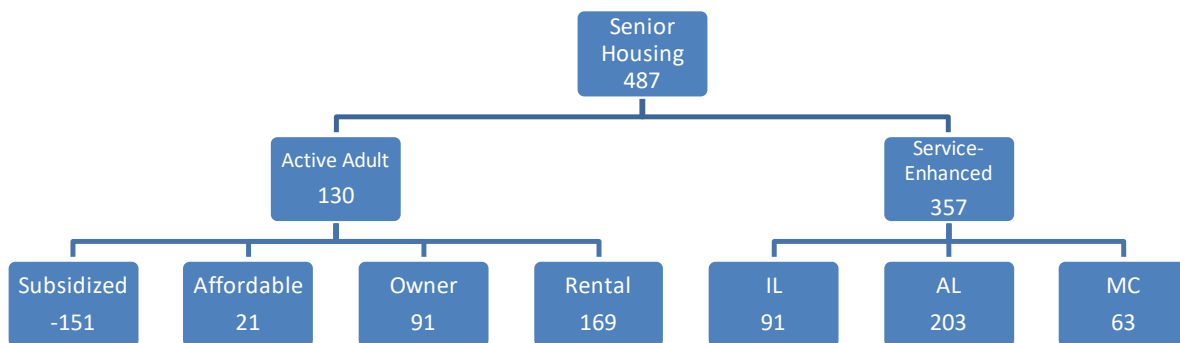 Senior
Housing
487
Active Adult
130
Service-
Enhanced
357
Subsidized
-151
Affordable
21
Owner
91
Rental
169
IL
91
AL
203
MC
63